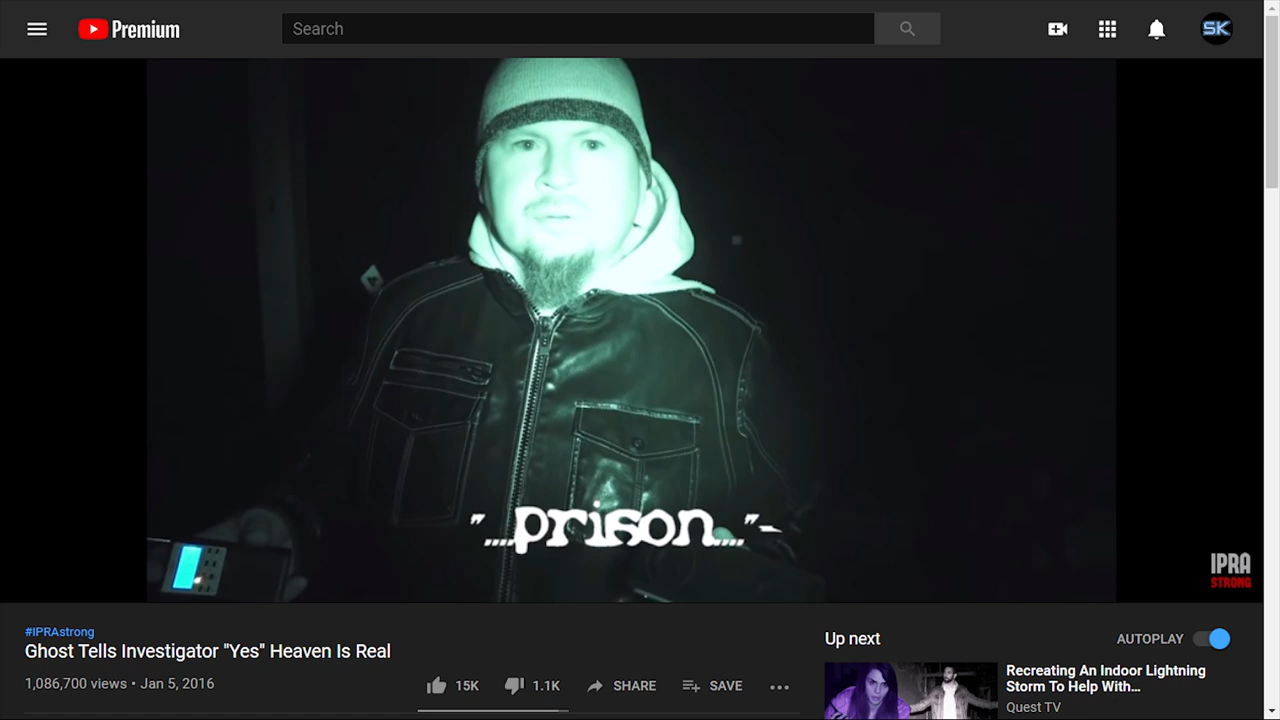 Premium
Search
SK
"....prison...."-
IPRA
STRONG
#IPRAstrong
Ghost Tells Investigator "Yes" Heaven Is Real
1,086,700 views • Jan 5, 2016
15K
1.1K
SHARE
SAVE
Up next
AUTOPLAY
Recreating An Indoor Lightning
Storm To Help With...
Quest TV